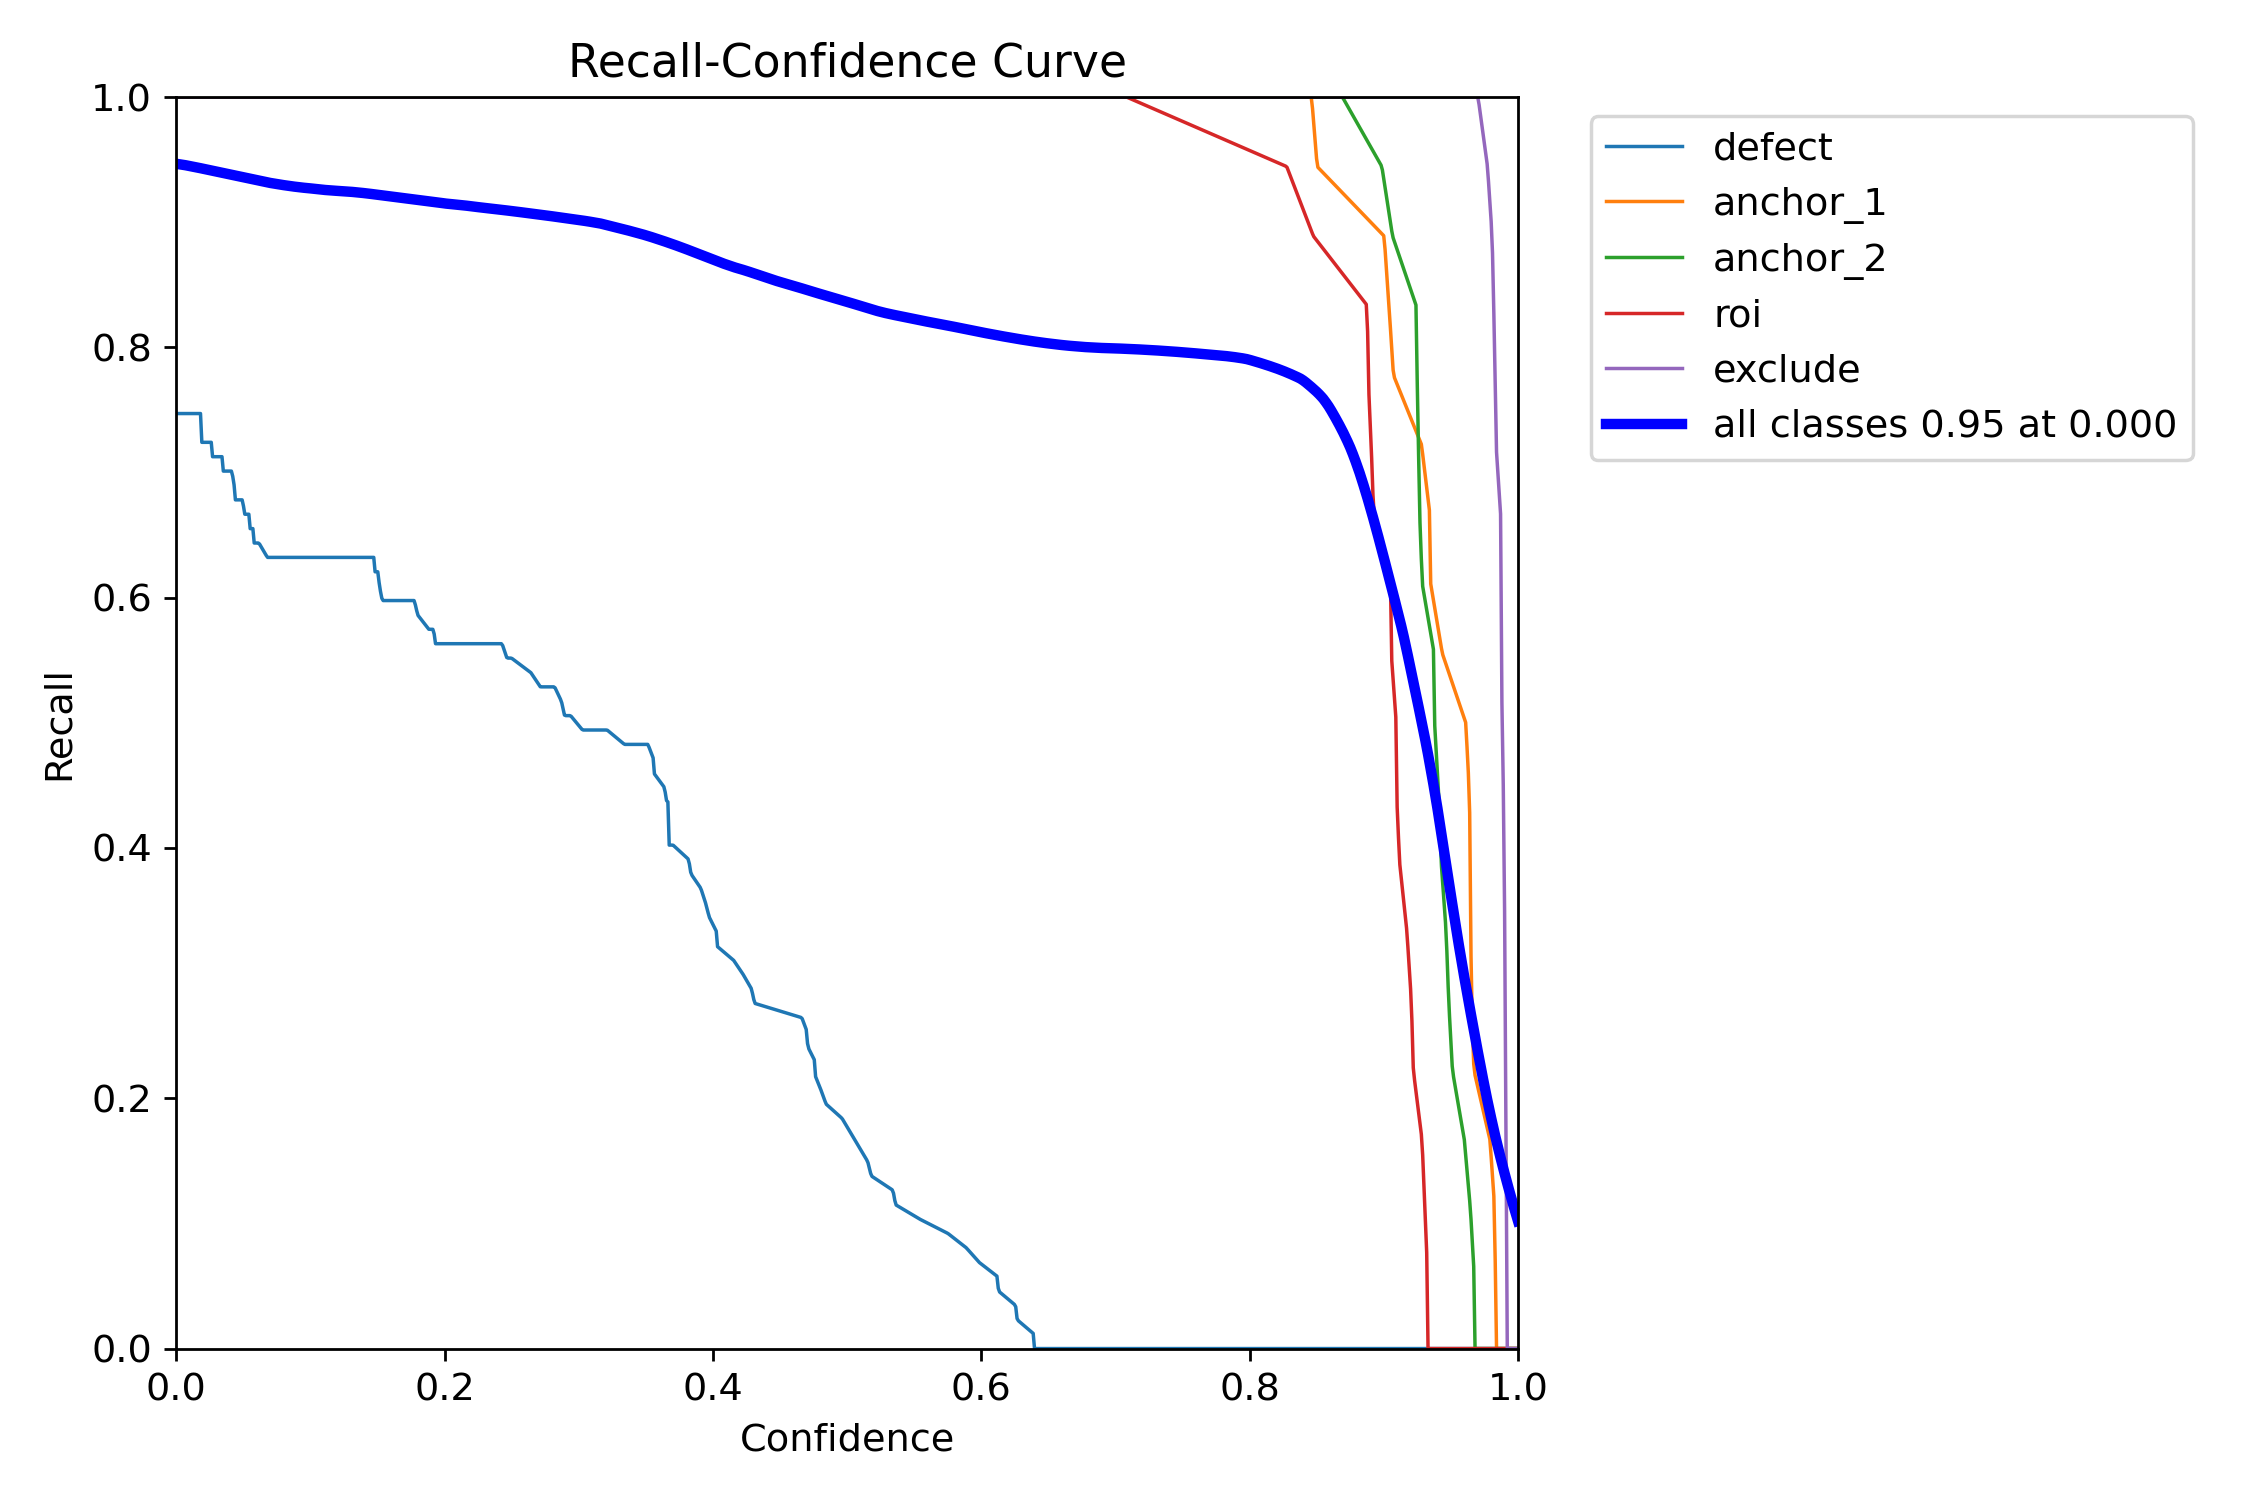 Recall-Confidence Curve
1.0
0.8
0.6
0.4
0.2
0.0
Recall
0.0 0.2 0.4 0.6 0.8 1.0
Confidence
defect
anchor_1
anchor_2
roi
exclude
all classes 0.95 at 0.000